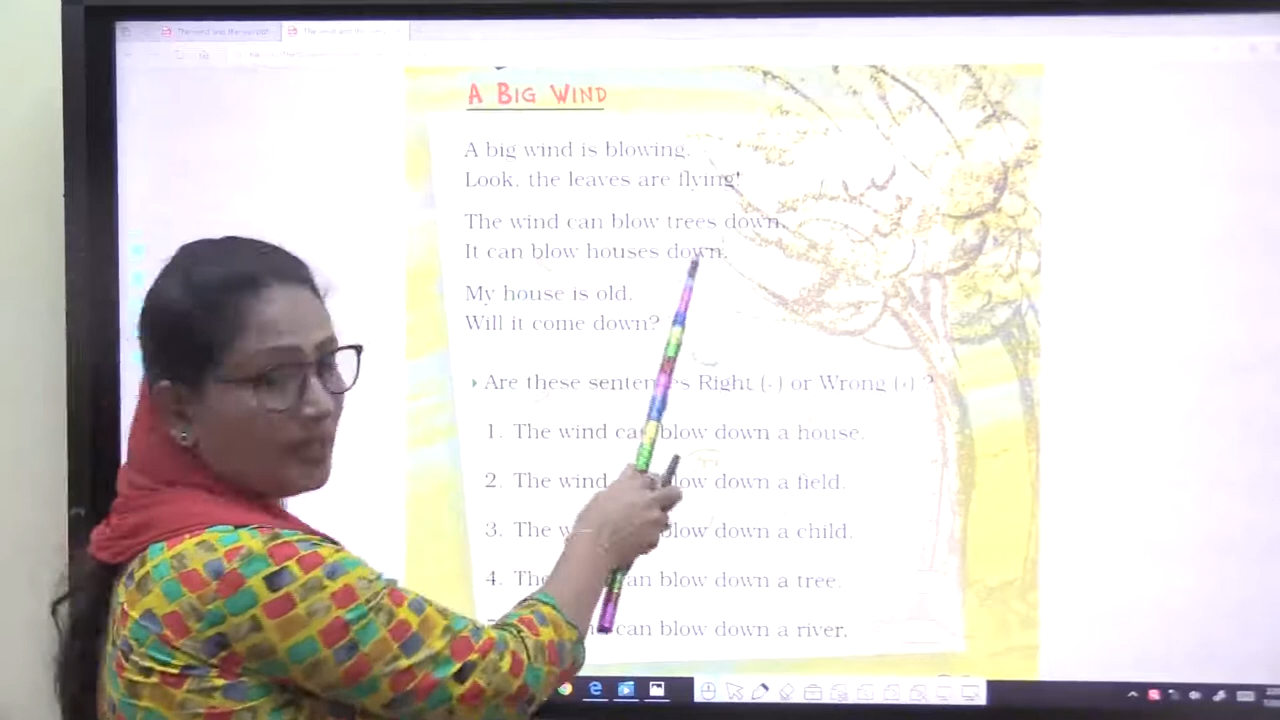 A BIG WIND
A big wind is blowing.
Look, the leaves are flying!
The wind can blow trees down.
It can blow houses down.
My house is old.
Will it come down?
Are these sentences Right ( ) or Wrong ( ) ?
1. The wind can blow down a house.
2. The wind blow down a field.
3. The blow down a child.
4. The can blow down a tree.
can blow down a river.